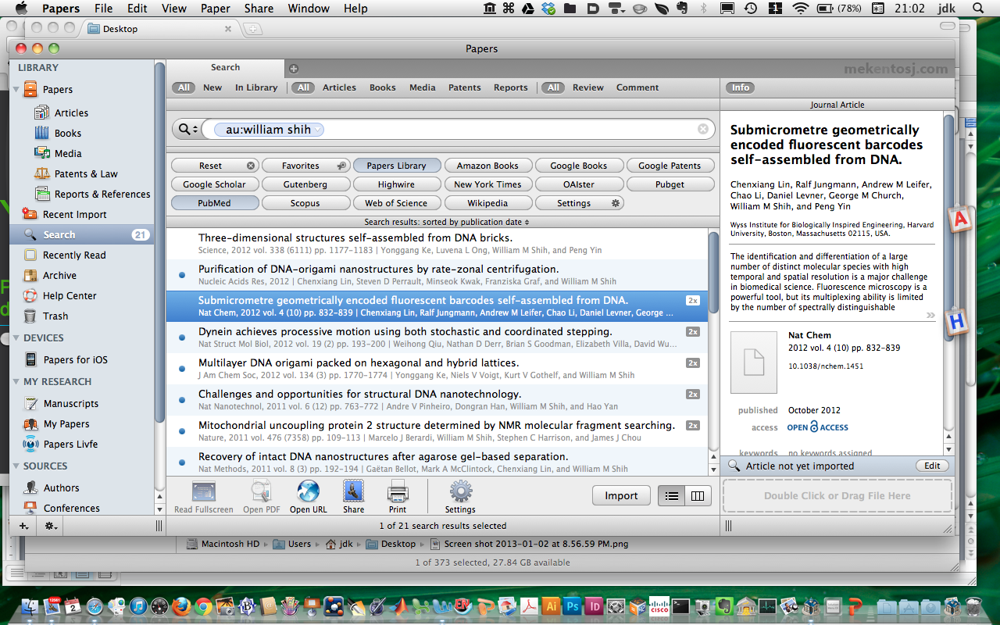 Papers File Edit View Paper Share Window Help (78%) 21:02 jdk
Desktop
Papers
LIBRARY
Papers
Articles
Books
Media
Patents & Law
Reports & References
Recent Import
Search 21
Recently Read
Archive
Help Center
Trash
DEVICES
Papers for iOS
MY RESEARCH
Manuscripts
My Papers
Papers Livfe
SOURCES
Authors
Conferences
Search
mekentosj.com
All New In Library All Articles Books Media Patents Reports All Review Comment
au:william shih
Reset Favorites Papers Library Amazon Books Google Books Google Patents
Google Scholar Gutenberg Highwire New York Times OAIster Pubget
PubMed Scopus Web of Science Wikipedia Settings
Search results: sorted by publication date
Three-dimensional structures self-assembled from DNA bricks.
Science, 2012 vol. 338 (6111) pp. 1177-1183 | Yonggang Ke, Luvena L Ong, William M Shih, and Peng Yin
Purification of DNA-origami nanostructures by rate-zonal centrifugation.
Nucleic Acids Res, 2012 | Chenxiang Lin, Steven D Perrault, Minseok Kwak, Franziska Graf, and William M Shih
Submicrometre geometrically encoded fluorescent barcodes self-assembled from DNA. 2x
Nat Chem, 2012 vol. 4 (10) pp. 832-839 | Chenxiang Lin, Ralf Jungmann, Andrew M Leifer, Chao Li, Daniel Levner, George ...
Dynein achieves processive motion using both stochastic and coordinated stepping. 2x
Nat Struct Mol Biol, 2012 vol. 19 (2) pp. 193-200 | Weihong Qiu, Nathan D Derr, Brian S Goodman, Elizabeth Villa, David Wu...
Multilayer DNA origami packed on hexagonal and hybrid lattices. 2x
J Am Chem Soc, 2012 vol. 134 (3) pp. 1770-1774 | Yonggang Ke, Niels V Voigt, Kurt V Gothelf, and William M Shih
Challenges and opportunities for structural DNA nanotechnology. 2x
Nat Nanotechnol, 2011 vol. 6 (12) pp. 763-772 | Andre V Pinheiro, Dongran Han, William M Shih, and Hao Yan
Mitochondrial uncoupling protein 2 structure determined by NMR molecular fragment searching. 2x
Nature, 2011 vol. 476 (7358) pp. 109-113 | Marcelo J Berardi, William M Shih, Stephen C Harrison, and James J Chou
Recovery of intact DNA nanostructures after agarose gel-based separation.
Nat Methods, 2011 vol. 8 (3) pp. 192-194 | Gaëtan Bellot, Mark A McClintock, Chenxiang Lin, and William M Shih
Read Fullscreen Open PDF Open URL Share Print Settings Import
1 of 21 search results selected
Info
Journal Article
Submicrometre geometrically
encoded fluorescent barcodes
self-assembled from DNA.
Chenxiang Lin, Ralf Jungmann, Andrew M Leifer,
Chao Li, Daniel Levner, George M Church,
William M Shih, and Peng Yin
Wyss Institute for Biologically Inspired Engineering, Harvard
University, Boston, Massachusetts 02115, USA.
The identification and differentiation of a large
number of distinct molecular species with high
temporal and spatial resolution is a major challenge
in biomedical science. Fluorescence microscopy is a
powerful tool, but its multiplexing ability is limited
by the number of spectrally distinguishable
Nat Chem
2012 vol. 4 (10) pp. 832-839
10.1038/nchem.1451
published October 2012
access OPEN ACCESS
keywords no keywords assigned
Article not yet imported Edit
Double Click or Drag File Here
A
H
Macintosh HD Users jdk Desktop Screen shot 2013-01-02 at 8.56.59 PM.png
1 of 373 selected, 27.84 GB available
2
EN
Ai Ps Id
CISCO